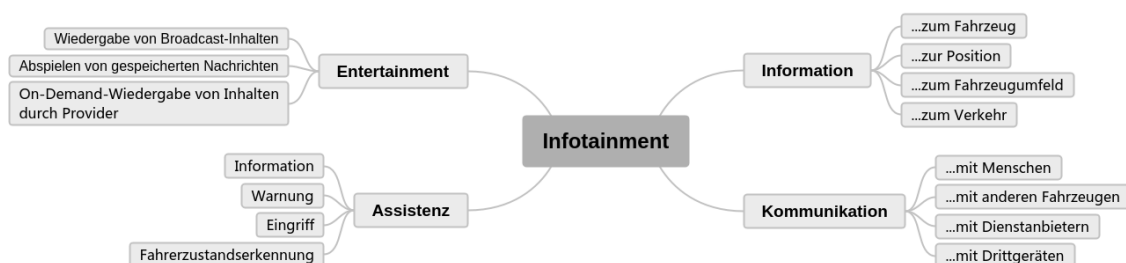 Wiedergabe von Broadcast-Inhalten
Abspielen von gespeicherten Nachrichten
On-Demand-Wiedergabe von Inhalten
durch Provider
Entertainment
Information
Warnung
Eingriff
Fahrerzustandserkennung
Assistenz
Infotainment
Information
...zum Fahrzeug
...zur Position
...zum Fahrzeugumfeld
...zum Verkehr
Kommunikation
...mit Menschen
...mit anderen Fahrzeugen
...mit Dienstanbietern
...mit Drittgeräten